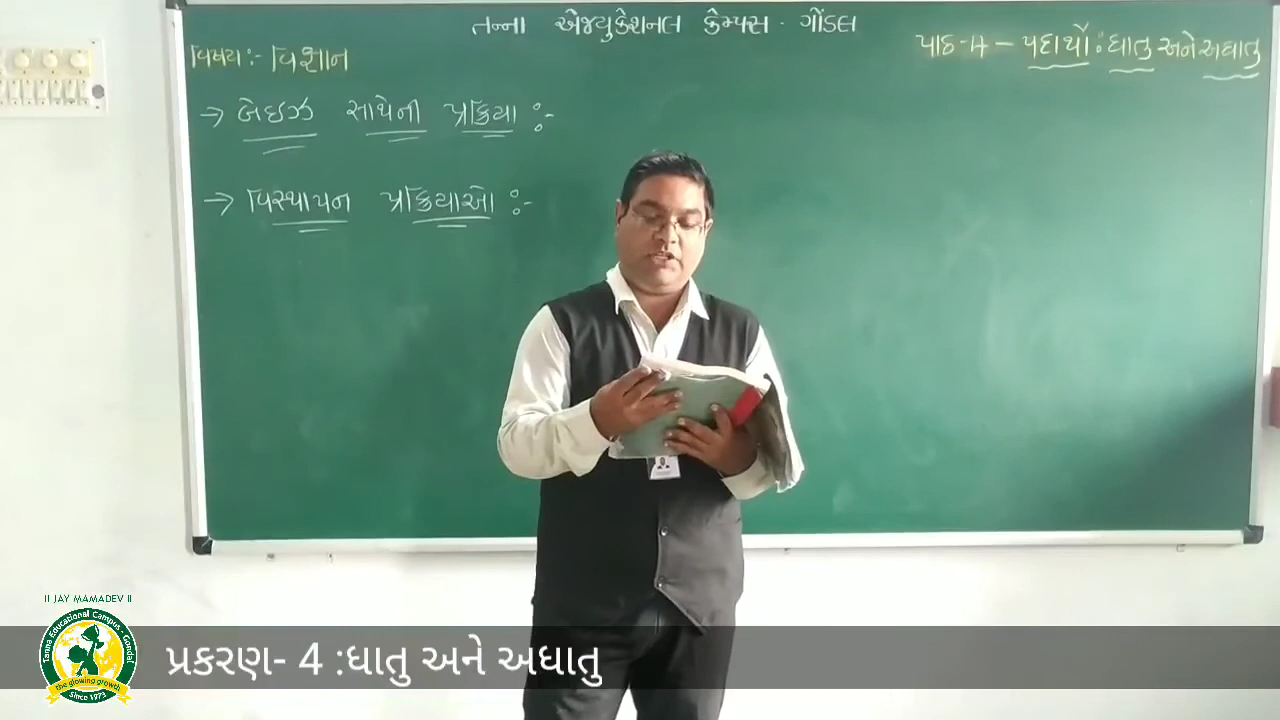 તન્ના એજ્યુકેશનલ કેમ્પસ - ગોંડલ
વિષય:- વિજ્ઞાન
પાઠ-4 - પદાર્થો : ધાતુ અને અધાતુ
→ બેઇઝ સાથેની પ્રક્રિયા :-
→ વિસ્થાપન પ્રક્રિયાઓ :-
II JAY MAMADEV II
Tanna Educational Campus - Gondal
the glowing growth
Since 1973
પ્રકરણ- 4 :ધાતુ અને અધાતુ